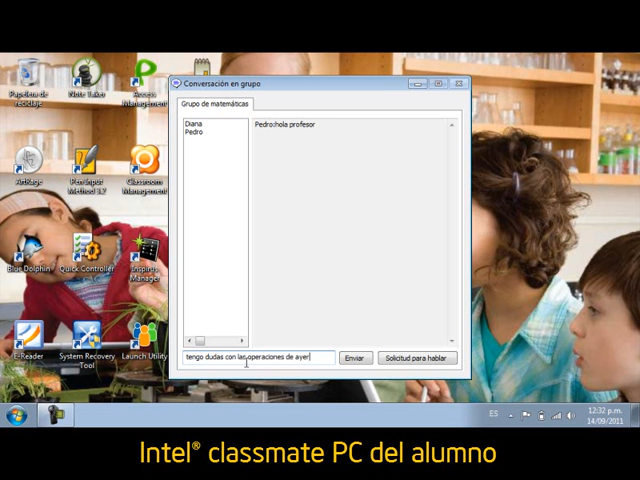 Conversación en grupo
Grupo de matemáticas
Diana
Pedro
Pedro:hola profesor
tengo dudas con las operaciones de ayer
Enviar
Solicitud para hablar
Papelera de
reciclaje
Note Taker
Access
Management
ArtRage
Pen Input
Method 3.2
Classroom
Management
Blue Dolphin
Quick Controller
Inspirus
Manager
E-Reader
System Recovery
Tool
Launch Utility
ES
12:32 p.m.
14/09/2011
Intel® classmate PC del alumno